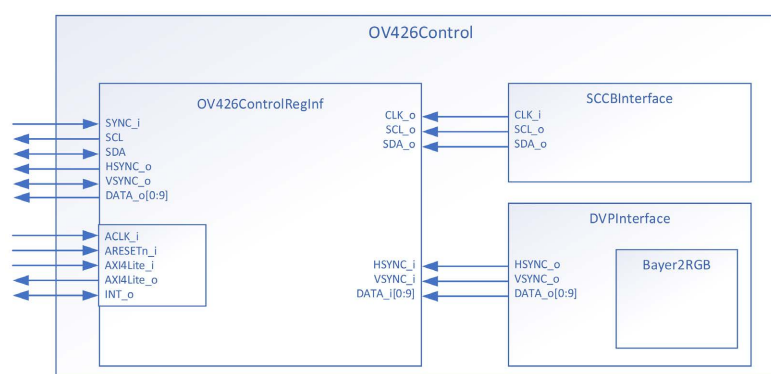 OV426Control
OV426ControlRegInf
SYNC_i
SCL
SDA
HSYNC_o
VSYNC_o
DATA_o[0:9]
ACLK_i
ARESETn_i
AXI4Lite_i
AXI4Lite_o
INT_o
CLK_o
SCL_o
SDA_o
HSYNC_i
VSYNC_i
DATA_i[0:9]
SCCBInterface
CLK_i
SCL_o
SDA_o
DVPInterface
HSYNC_o
VSYNC_o
DATA_o[0:9]
Bayer2RGB